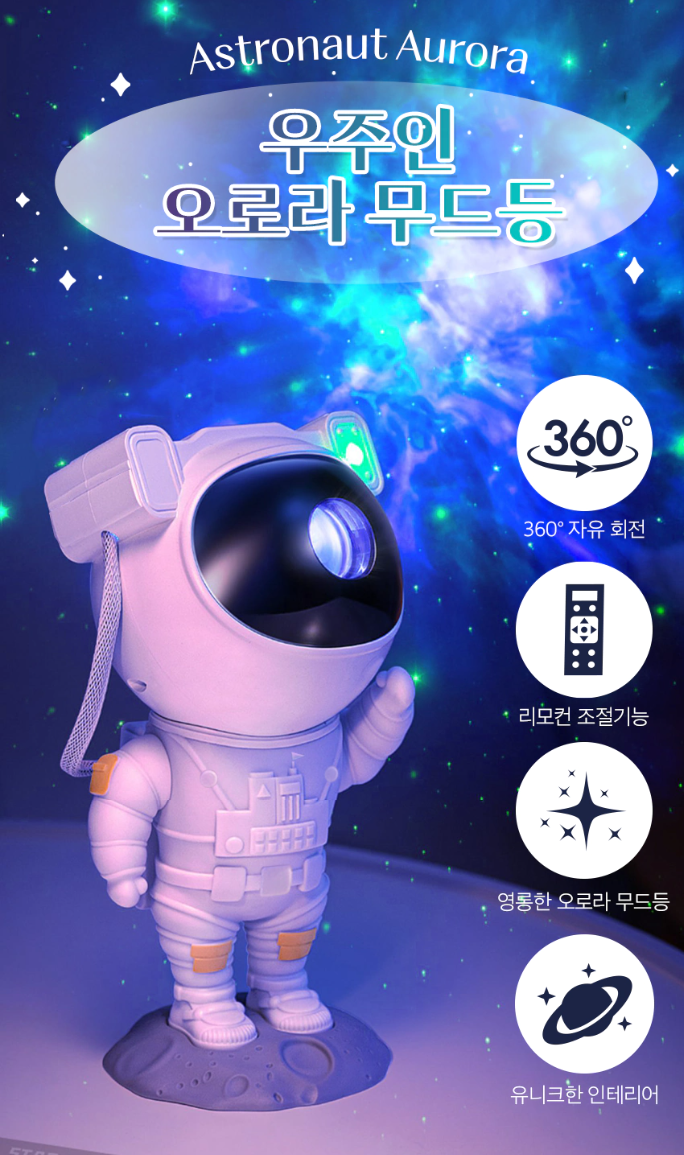 Astronaut Aurora
우주인
오로라 무드등
360°
360° 자유 회전
리모컨 조절기능
영롱한 오로라 무드등
유니크한 인테리어